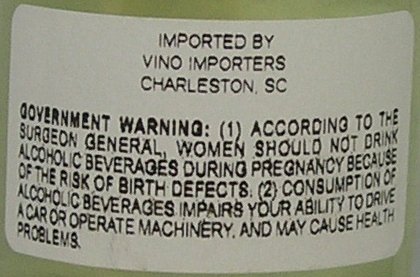 IMPORTED BY
VINO IMPORTERS
CHARLESTON, SC
GOVERNMENT WARNING: (1) ACCORDING TO THE
SURGEON GENERAL, WOMEN SHOULD NOT DRINK
ALCOHOLIC BEVERAGES DURING PREGNANCY BECAUSE
OF THE RISK OF BIRTH DEFECTS. (2) CONSUMPTION OF
ALCOHOLIC BEVERAGES IMPAIRS YOUR ABILITY TO DRIVE
A CAR OR OPERATE MACHINERY, AND MAY CAUSE HEALTH
PROBLEMS.